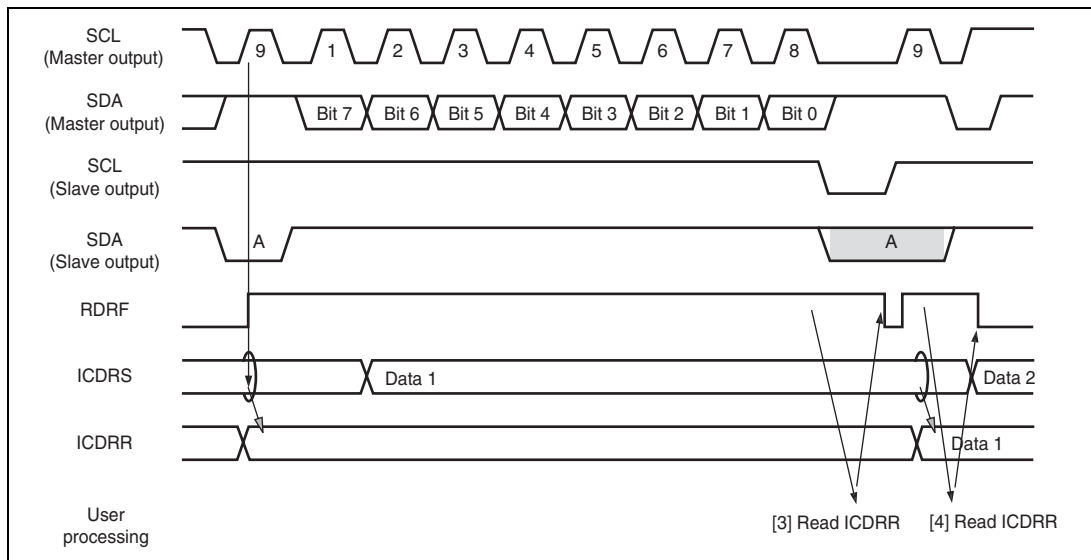 SCL
(Master output)
9 1 2 3 4 5 6 7 8 9
SDA
(Master output)
Bit 7 Bit 6 Bit 5 Bit 4 Bit 3 Bit 2 Bit 1 Bit 0
SCL
(Slave output)
SDA
(Slave output)
A A
RDRF
ICDRS
Data 1 Data 2
ICDRR
Data 1
User
processing
[3] Read ICDRR [4] Read ICDRR